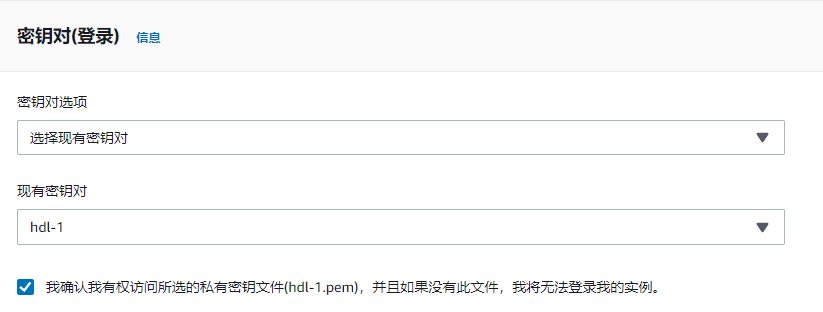 密钥对(登录) 信息
密钥对选项
选择现有密钥对
现有密钥对
hdl-1
我确认我有权访问所选的私有密钥文件(hdl-1.pem)，并且如果没有此文件，我将无法登录我的实例。